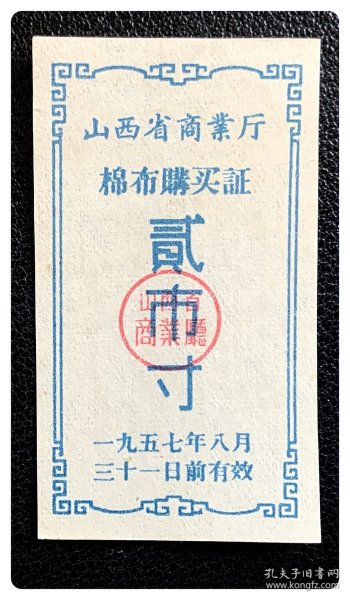 山西省商業厅
棉布購买証
貳市寸
山西省
商業廳
一九五七年八月
三十一日前有效
孔夫子旧书网
www.kongfz.com